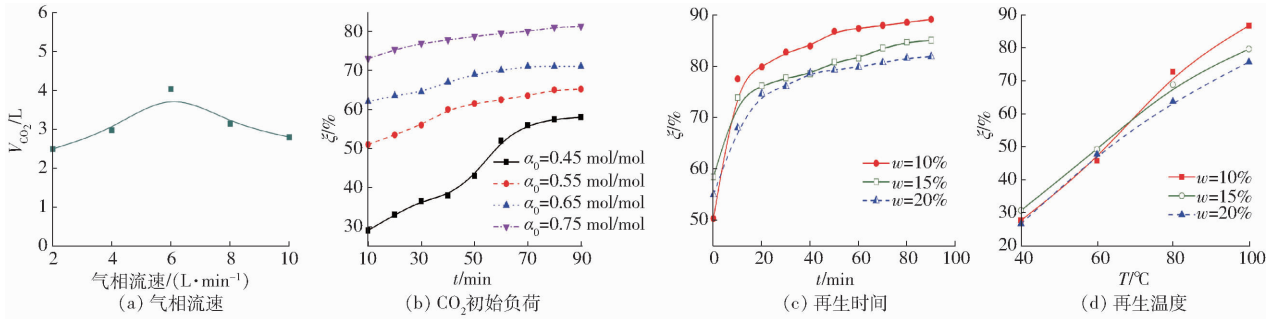 6
5
4
3
2
1
0
V_CO₂/L
2
4
6
8
10
气相流速/(L·min⁻¹)
(a) 气相流速
80
70
60
50
40
30
ξ/%
α₀=0.45 mol/mol
α₀=0.55 mol/mol
α₀=0.65 mol/mol
α₀=0.75 mol/mol
10
30
50
70
90
t/min
(b) CO₂初始负荷
90
80
70
60
50
ξ/%
w=10%
w=15%
w=20%
0
20
40
60
80
100
t/min
(c) 再生时间
90
80
70
60
50
40
30
20
ξ/%
w=10%
w=15%
w=20%
40
60
80
100
T/℃
(d) 再生温度